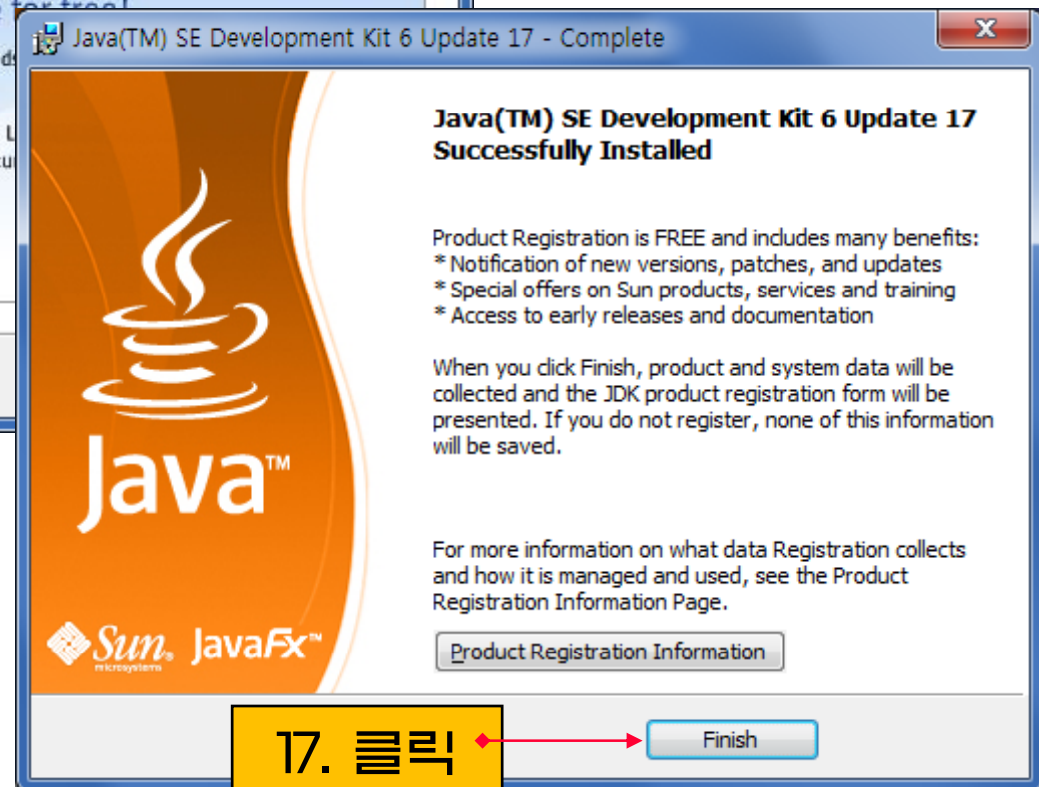 for free!
Java(TM) SE Development Kit 6 Update 17 - Complete
Java(TM) SE Development Kit 6 Update 17
Successfully Installed
Product Registration is FREE and includes many benefits:
* Notification of new versions, patches, and updates
* Special offers on Sun products, services and training
* Access to early releases and documentation
When you click Finish, product and system data will be
collected and the JDK product registration form will be
presented. If you do not register, none of this information
will be saved.
Java™
For more information on what data Registration collects
and how it is managed and used, see the Product
Registration Information Page.
Sun. JavaFX™
microsystems
Product Registration Information
17. 클릭
Finish